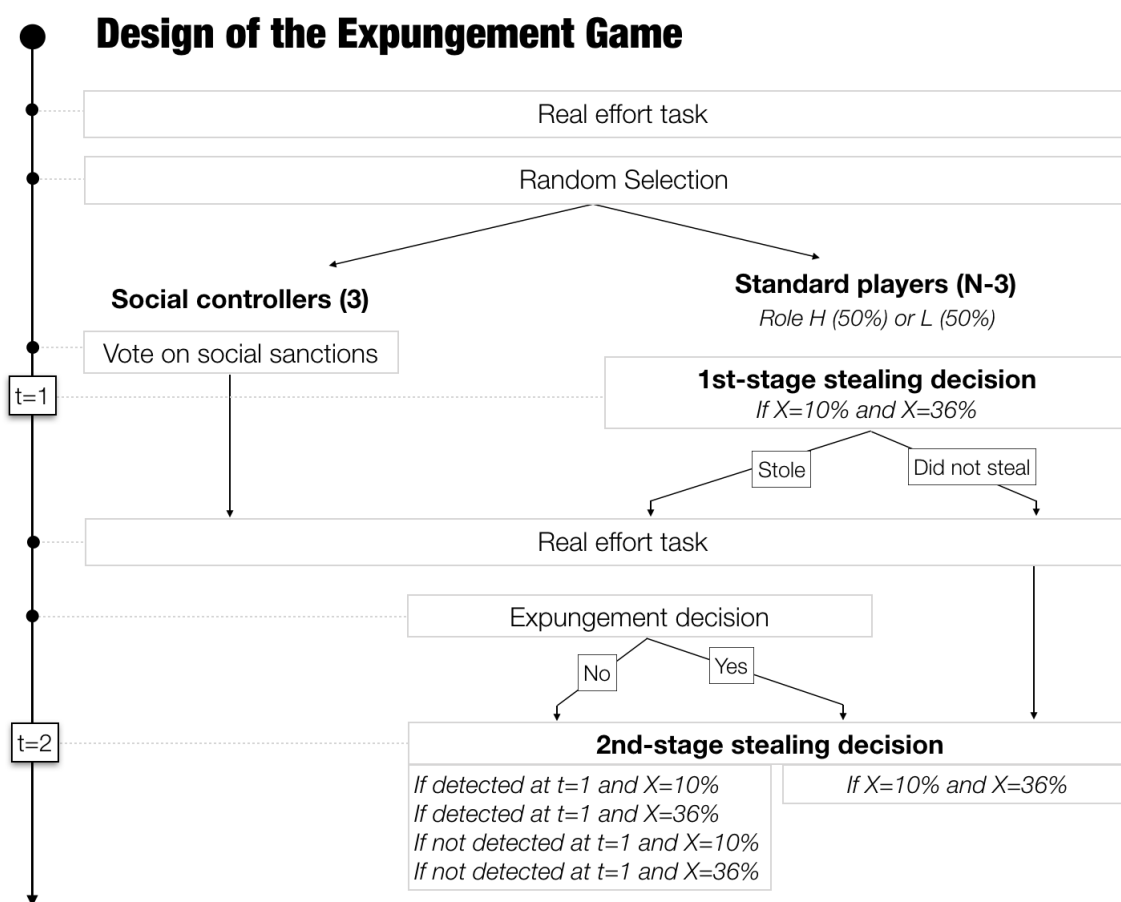 Design of the Expungement Game
Real effort task
Random Selection
Social controllers (3)
Standard players (N-3)
Role H (50%) or L (50%)
Vote on social sanctions
t=1
1st-stage stealing decision
If X=10% and X=36%
Stole
Did not steal
Real effort task
Expungement decision
No
Yes
t=2
2nd-stage stealing decision
If detected at t=1 and X=10%
If detected at t=1 and X=36%
If not detected at t=1 and X=10%
If not detected at t=1 and X=36%
If X=10% and X=36%